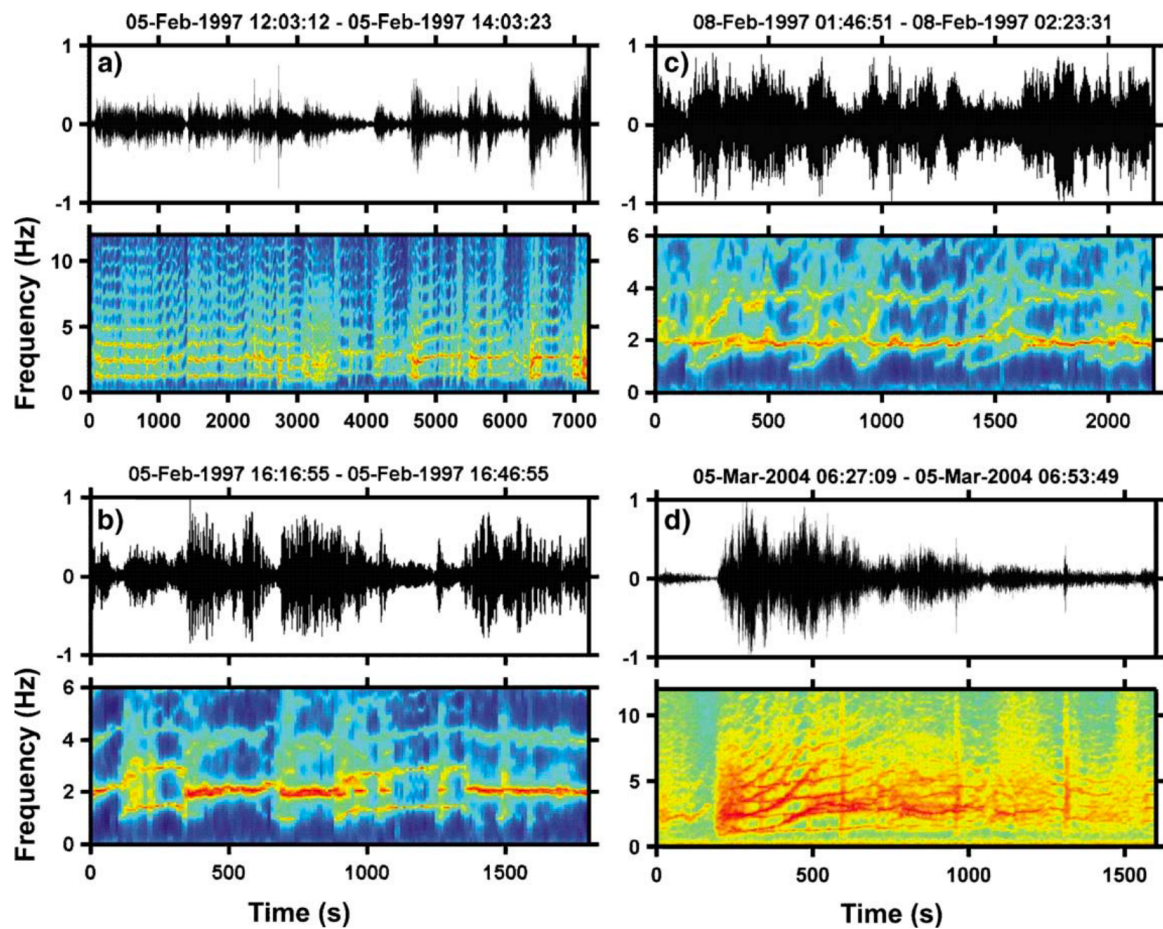 05-Feb-1997 12:03:12 - 05-Feb-1997 14:03:23
1
a)
0
-1
Frequency (Hz)
10
5
0
0 1000 2000 3000 4000 5000 6000 7000
08-Feb-1997 01:46:51 - 08-Feb-1997 02:23:31
1
c)
0
-1
6
4
2
0
0 500 1000 1500 2000
05-Feb-1997 16:16:55 - 05-Feb-1997 16:46:55
1
b)
0
-1
Frequency (Hz)
6
4
2
0
0 500 1000 1500
Time (s)
05-Mar-2004 06:27:09 - 05-Mar-2004 06:53:49
1
d)
0
-1
10
5
0
0 500 1000 1500
Time (s)